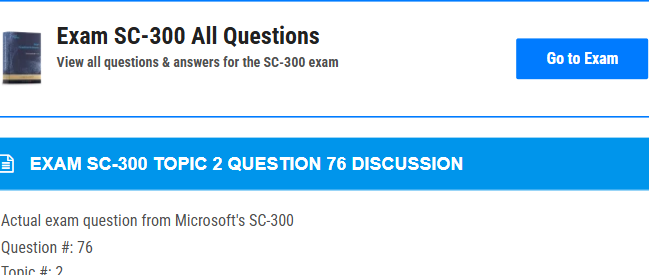 Exam SC-300 All Questions
View all questions & answers for the SC-300 exam
Go to Exam
EXAM SC-300 TOPIC 2 QUESTION 76 DISCUSSION
Actual exam question from Microsoft's SC-300
Question #: 76
Topic #: 2